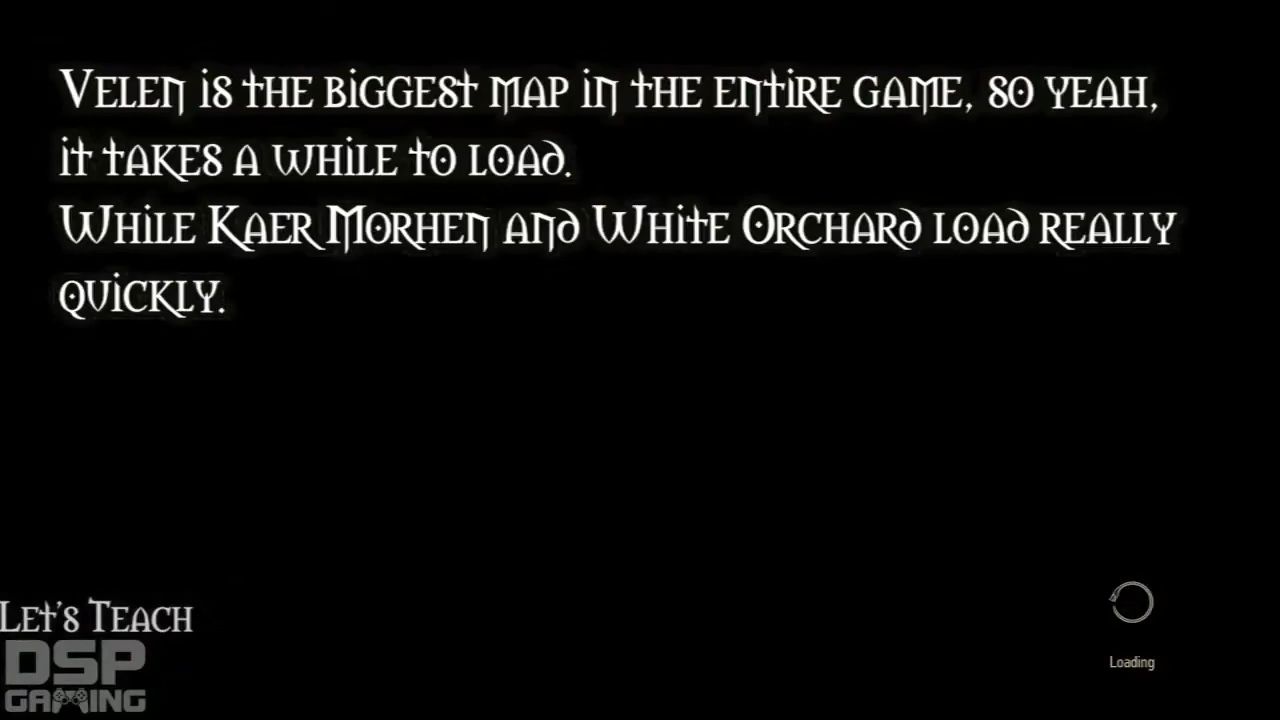 Velen is the biggest map in the entire game, so yeah,
it takes a while to load.
While Kaer Morhen and White Orchard load really
quickly.
Let's Teach
DSP
GAMING
Loading